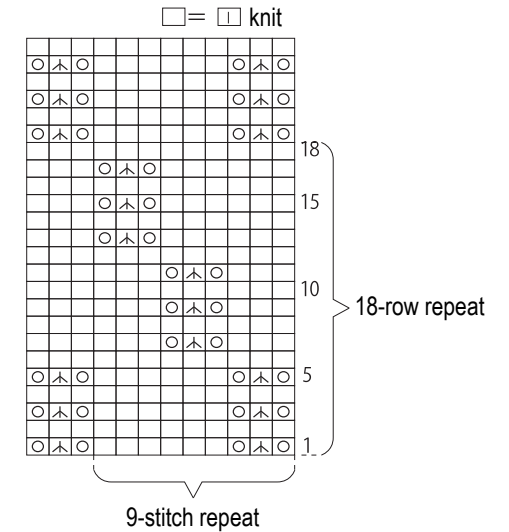 □= | knit
18
15
10
18-row repeat
5
1
9-stitch repeat